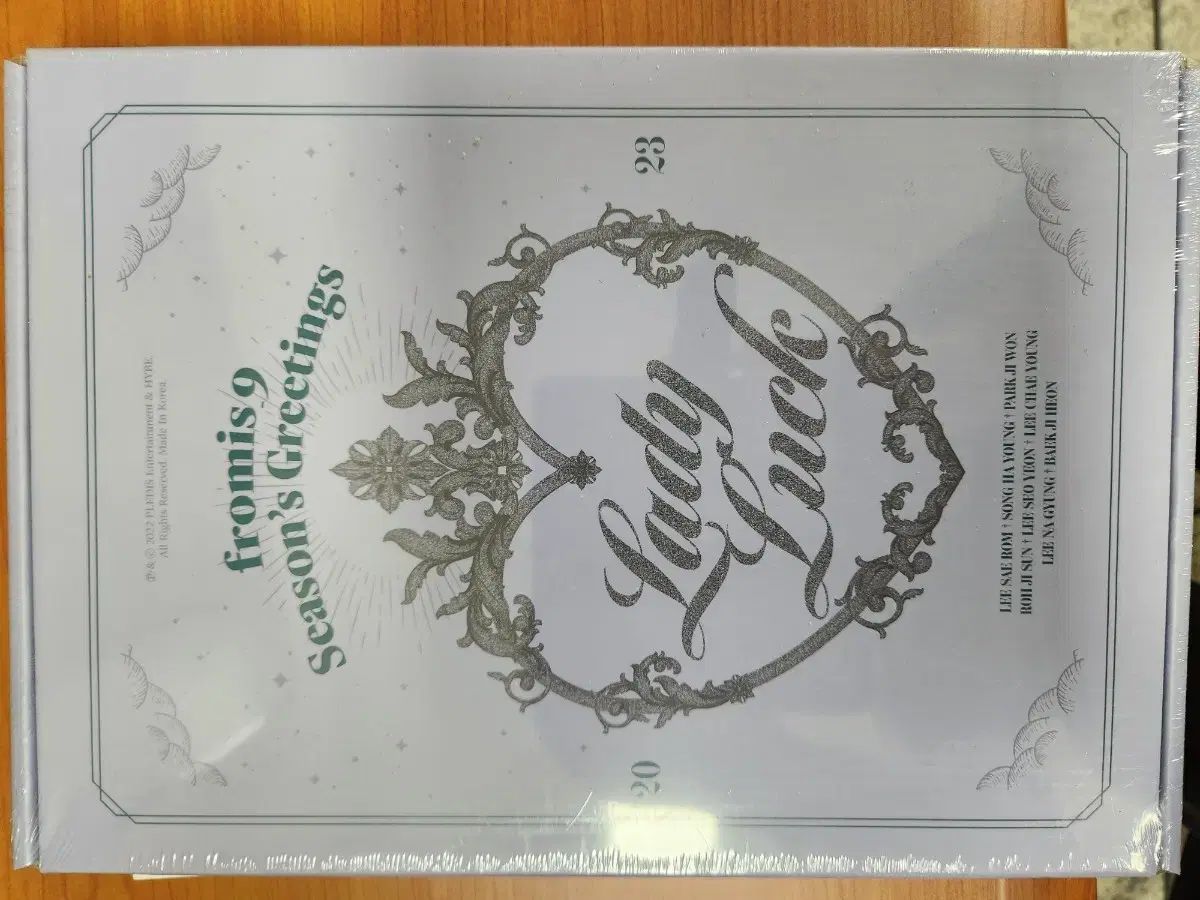 ℗ & © 2022 PLEDIS Entertainment & HYBE.
All Rights Reserved. Made In Korea.
fromis_9
Season's Greetings
20 23
Lady
Luck
LEE SAE ROM † SONG HA YOUNG † PARK JI WON
ROH JI SUN † LEE SEO YEON † LEE CHAE YOUNG
LEE NA GYUNG † BAEK JI HEON